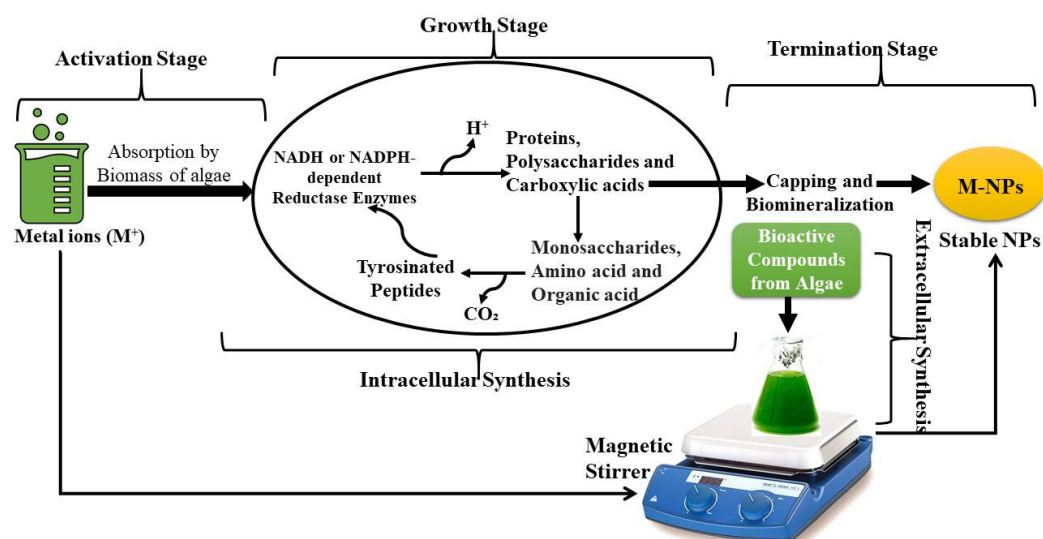 Growth Stage
Activation Stage
Termination Stage
H⁺
Absorption by
Biomass of algae
NADH or NADPH-
dependent
Reductase Enzymes
Proteins,
Polysaccharides and
Carboxylic acids
Capping and
Biomineralization
M-NPs
Metal ions (M⁺)
Stable NPs
Tyrosinated
Peptides
CO₂
Monosaccharides,
Amino acid and
Organic acid
Bioactive
Compounds
from Algae
Extracellular Synthesis
Intracellular Synthesis
Magnetic
Stirrer